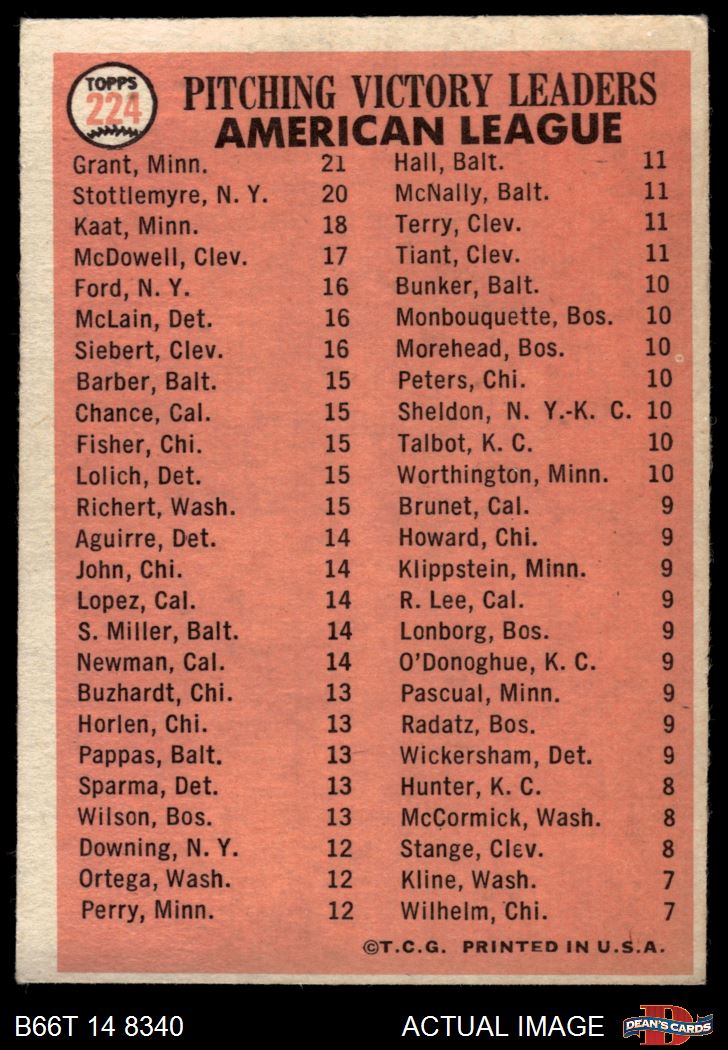 TOPPS
224
PITCHING VICTORY LEADERS
AMERICAN LEAGUE
Grant, Minn. 21
Stottlemyre, N. Y. 20
Kaat, Minn. 18
McDowell, Clev. 17
Ford, N. Y. 16
McLain, Det. 16
Siebert, Clev. 16
Barber, Balt. 15
Chance, Cal. 15
Fisher, Chi. 15
Lolich, Det. 15
Richert, Wash. 15
Aguirre, Det. 14
John, Chi. 14
Lopez, Cal. 14
S. Miller, Balt. 14
Newman, Cal. 14
Buzhardt, Chi. 13
Horlen, Chi. 13
Pappas, Balt. 13
Sparma, Det. 13
Wilson, Bos. 13
Downing, N. Y. 12
Ortega, Wash. 12
Perry, Minn. 12
Hall, Balt. 11
McNally, Balt. 11
Terry, Clev. 11
Tiant, Clev. 11
Bunker, Balt. 10
Monbouquette, Bos. 10
Morehead, Bos. 10
Peters, Chi. 10
Sheldon, N. Y.-K. C. 10
Talbot, K. C. 10
Worthington, Minn. 10
Brunet, Cal. 9
Howard, Chi. 9
Klippstein, Minn. 9
R. Lee, Cal. 9
Lonborg, Bos. 9
O'Donoghue, K. C. 9
Pascual, Minn. 9
Radatz, Bos. 9
Wickersham, Det. 9
Hunter, K. C. 8
McCormick, Wash. 8
Stange, Clev. 8
Kline, Wash. 7
Wilhelm, Chi. 7
©T.C.G. PRINTED IN U.S.A.
B66T 14 8340
ACTUAL IMAGE
D
DEAN'S CARDS